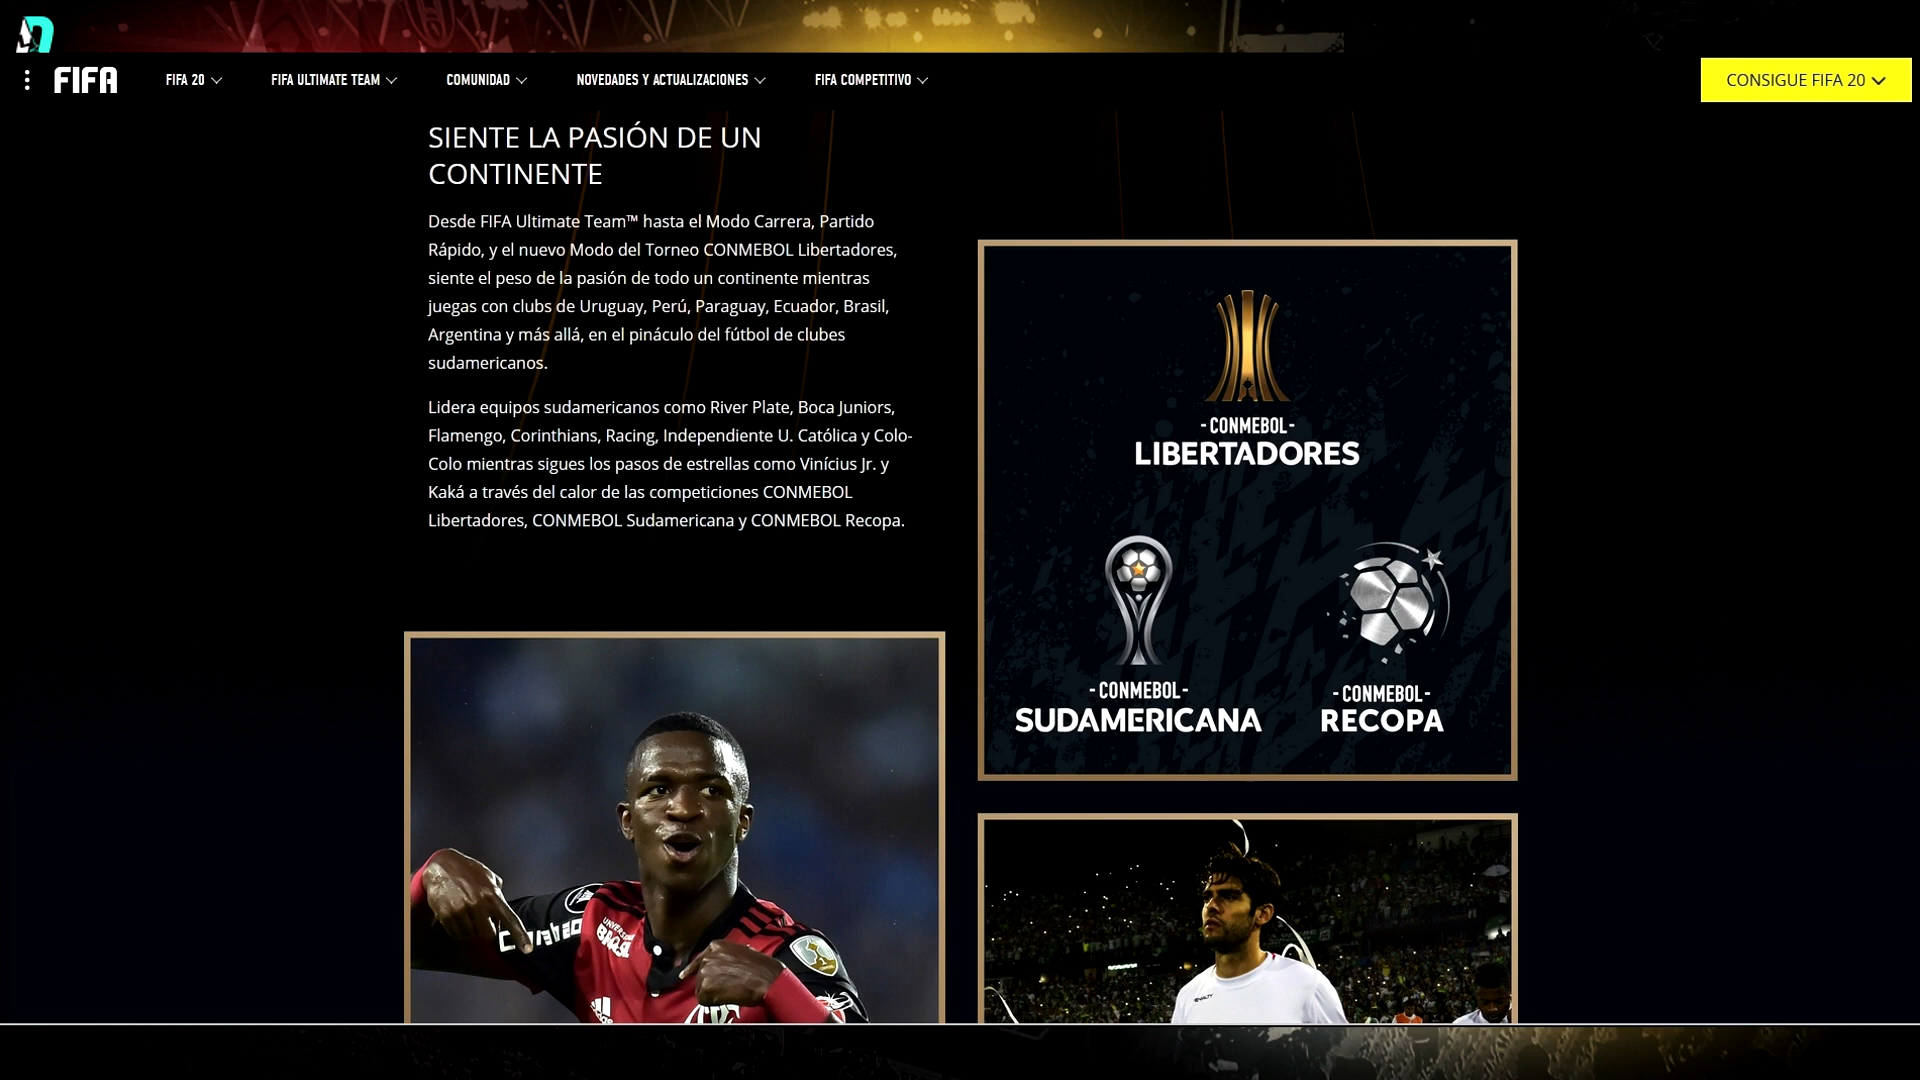 FIFA
FIFA 20
FIFA ULTIMATE TEAM
COMUNIDAD
NOVEDADES Y ACTUALIZACIONES
FIFA COMPETITIVO
CONSIGUE FIFA 20
SIENTE LA PASIÓN DE UN
CONTINENTE
Desde FIFA Ultimate Team™ hasta el Modo Carrera, Partido
Rápido, y el nuevo Modo del Torneo CONMEBOL Libertadores,
siente el peso de la pasión de todo un continente mientras
juegas con clubs de Uruguay, Perú, Paraguay, Ecuador, Brasil,
Argentina y más allá, en el pináculo del fútbol de clubes
sudamericanos.
Lidera equipos sudamericanos como River Plate, Boca Juniors,
Flamengo, Corinthians, Racing, Independiente U. Católica y Colo-
Colo mientras sigues los pasos de estrellas como Vinícius Jr. y
Kaká a través del calor de las competiciones CONMEBOL
Libertadores, CONMEBOL Sudamericana y CONMEBOL Recopa.
-CONMEBOL-
LIBERTADORES
-CONMEBOL-
SUDAMERICANA
-CONMEBOL-
RECOPA
adidas
PENALTY